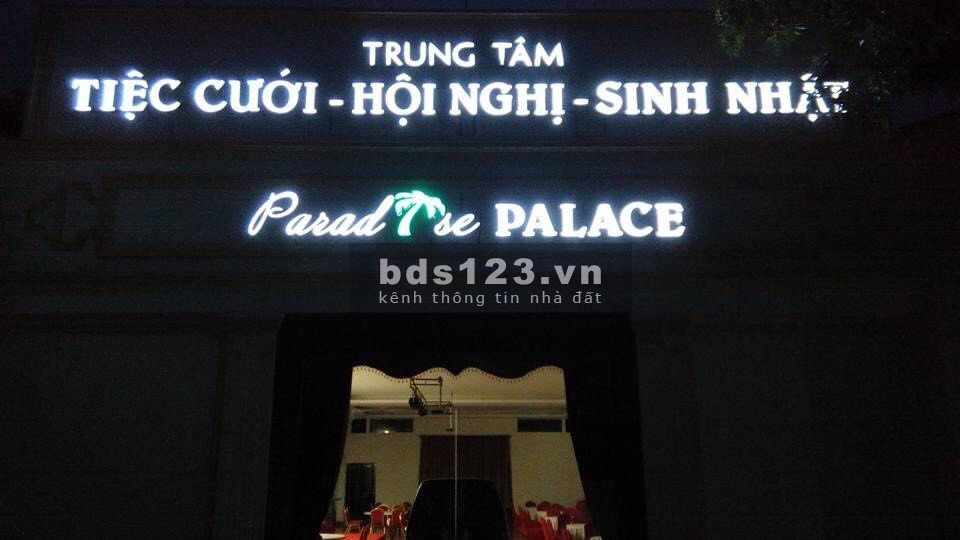 TRUNG TÂM
TIỆC CƯỚI - HỘI NGHỊ - SINH NHẬT
Paradise PALACE
bds123.vn
kênh thông tin nhà đất